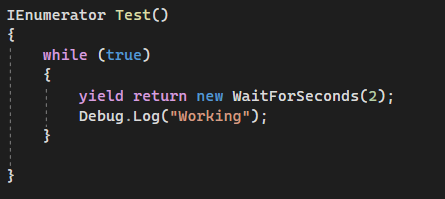 IEnumerator Test()
{
    while (true)
    {
        yield return new WaitForSeconds(2);
        Debug.Log("Working");
    }
}